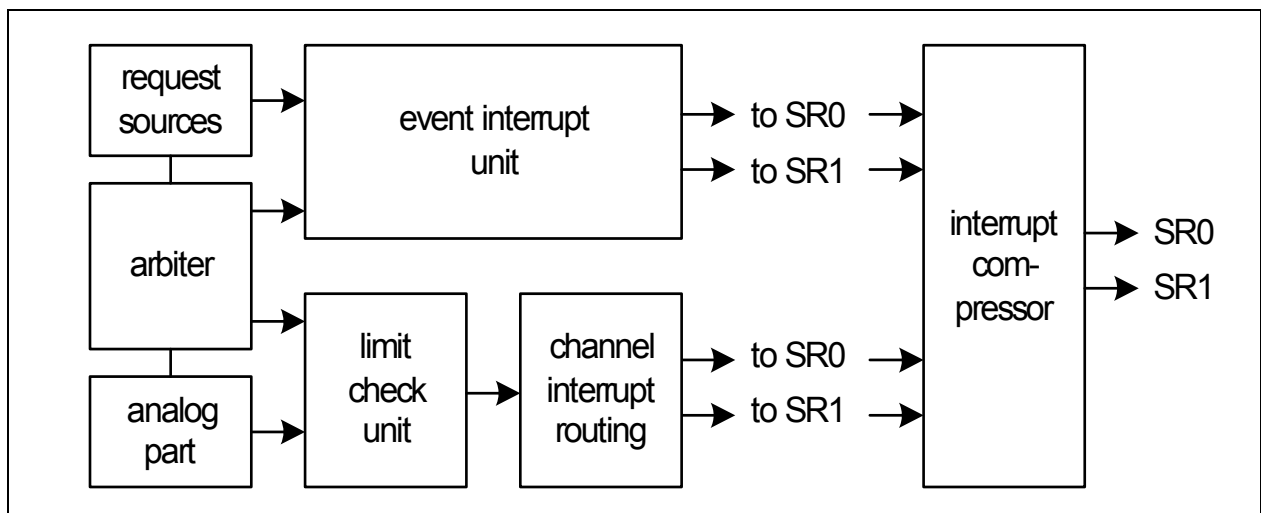 request
sources
event interrupt
unit
to SR0
to SR1
arbiter
interrupt
com-
pressor
SR0
SR1
limit
check
unit
channel
interrupt
routing
to SR0
to SR1
analog
part